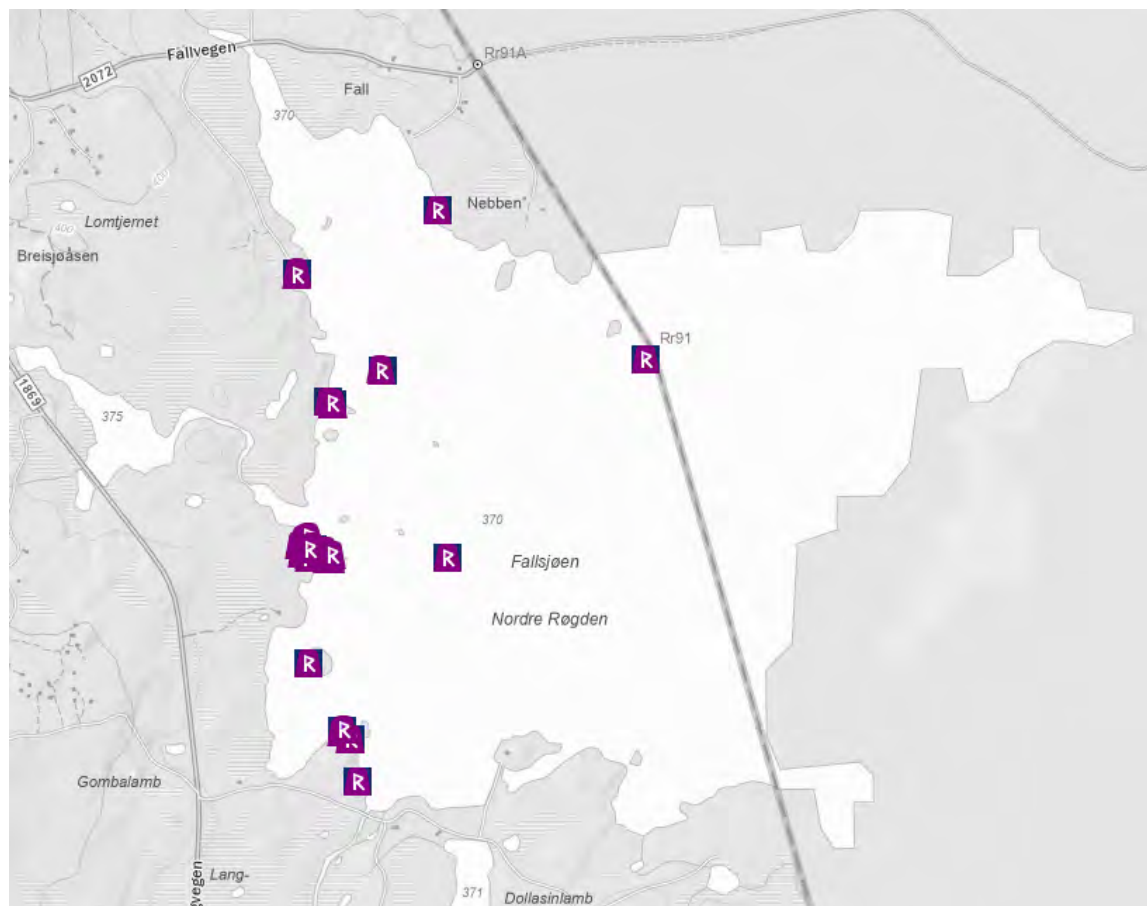 Fallvegen
Rr91A
2072
Fall
370
400
Nebben
Lomtjernet
400
Breisjøåsen
Rr91
1869
375
370
Fallsjøen
Nordre Røgden
Gombalamb
Lang-
vegen
371
Dollasinlamb